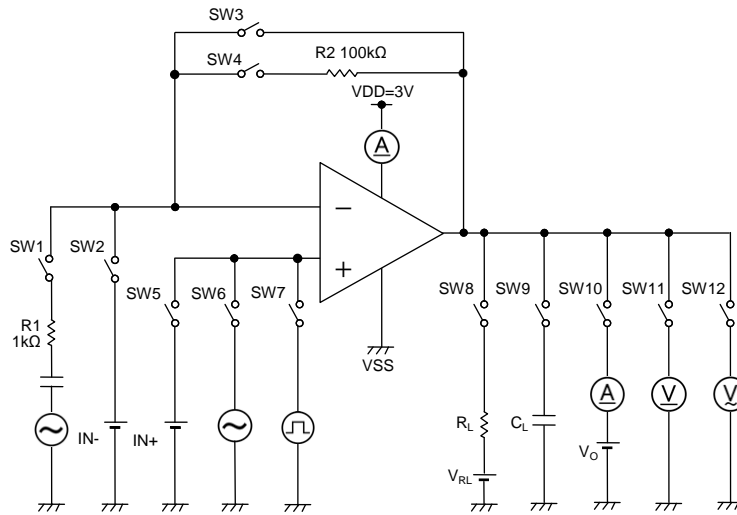 SW3
SW4
R2 100kΩ
VDD=3V
A
−
+
SW1
SW2
SW5
SW6
SW7
SW8
SW9
SW10
SW11
SW12
R1
1kΩ
VSS
IN-
IN+
RL
CL
A
V
V
VRL
VO